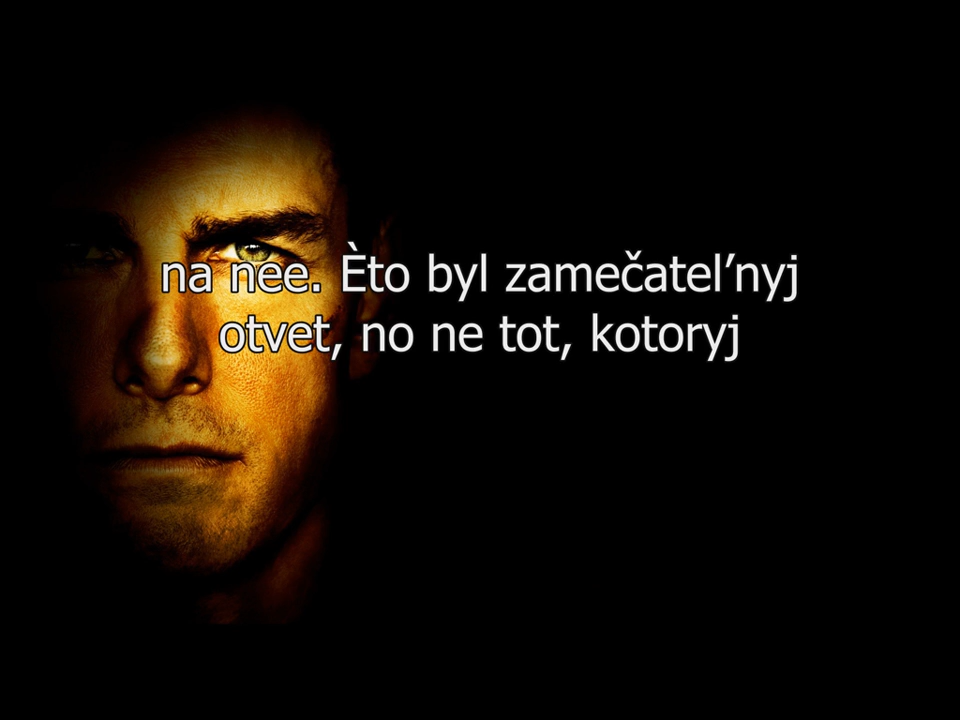 na nee. Èto byl zamečatel’nyj
otvet, no ne tot, kotoryj